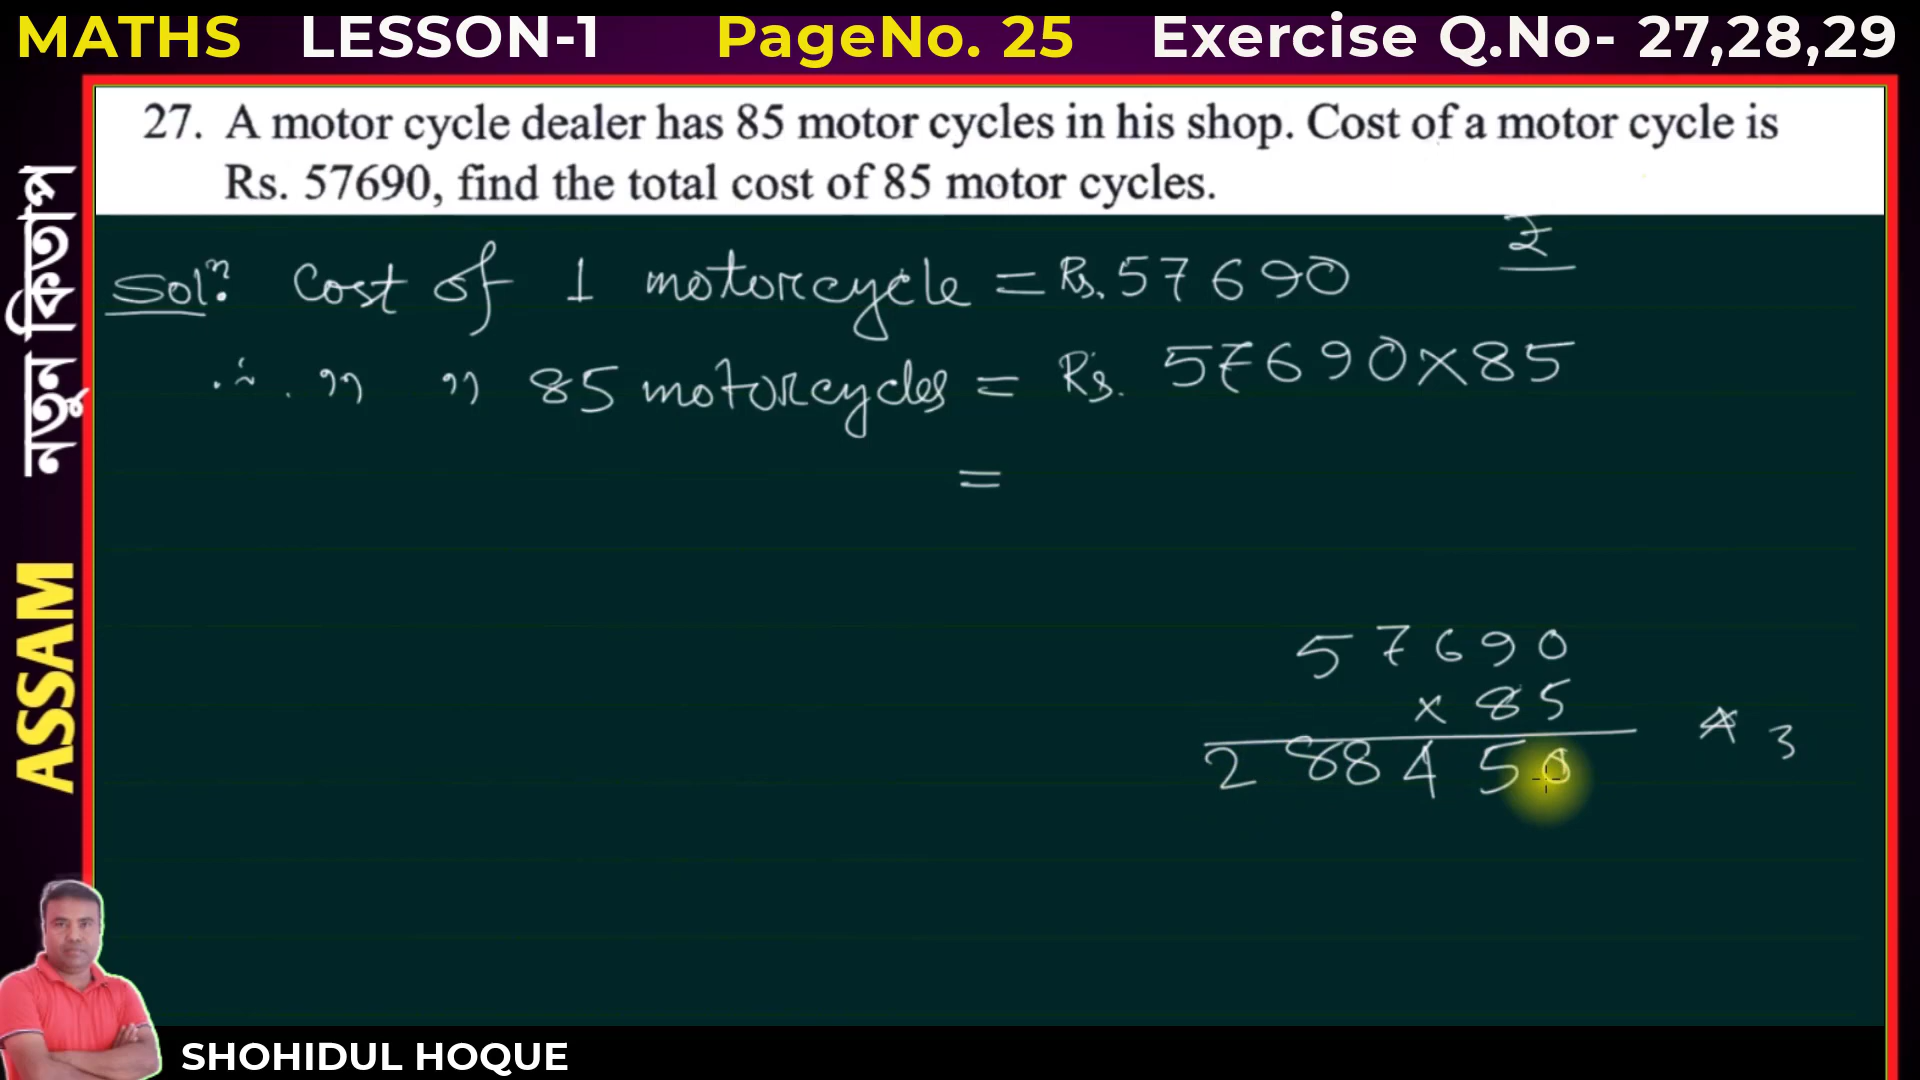 MATHS LESSON-1 PageNo. 25 Exercise Q.No- 27,28,29
27. A motor cycle dealer has 85 motor cycles in his shop. Cost of a motor cycle is
Rs. 57690, find the total cost of 85 motor cycles.
₹
Solⁿ: Cost of 1 motorcycle = Rs. 57690
∴ ,, ,, 85 motorcycles = Rs. 57690×85
=
57690
× 85
288450
4 3
ASSAM নতুন কিতাপ
SHOHIDUL HOQUE